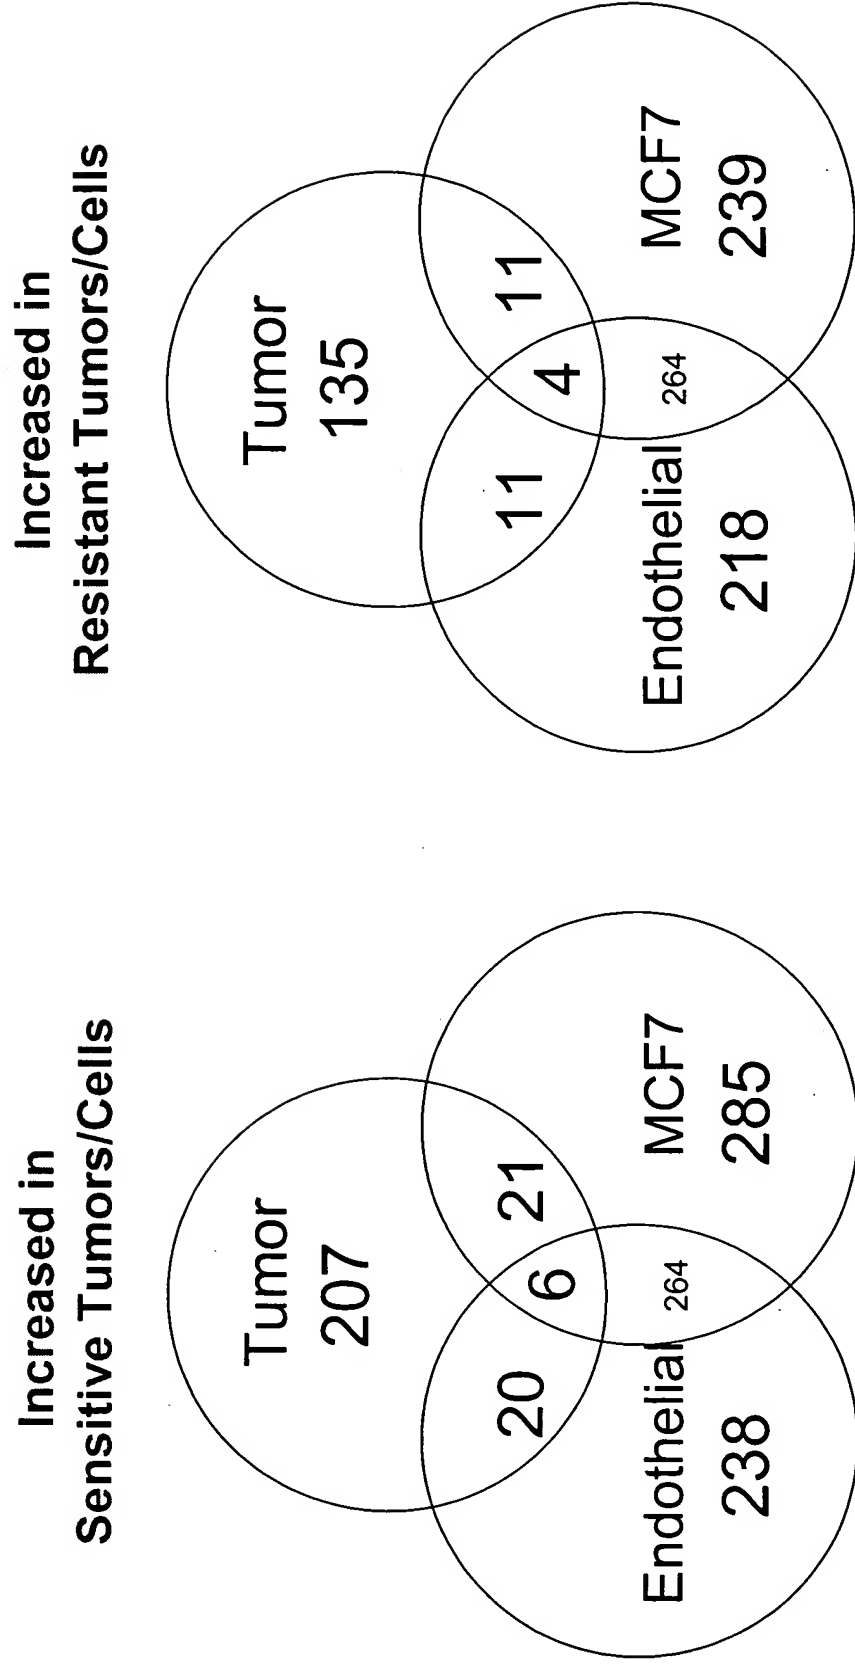 Increased in
Sensitive Tumors/Cells
Tumor
207
20
6
21
264
Endothelial
238
MCF7
285
Increased in
Resistant Tumors/Cells
Tumor
135
11
4
11
264
Endothelial
218
MCF7
239